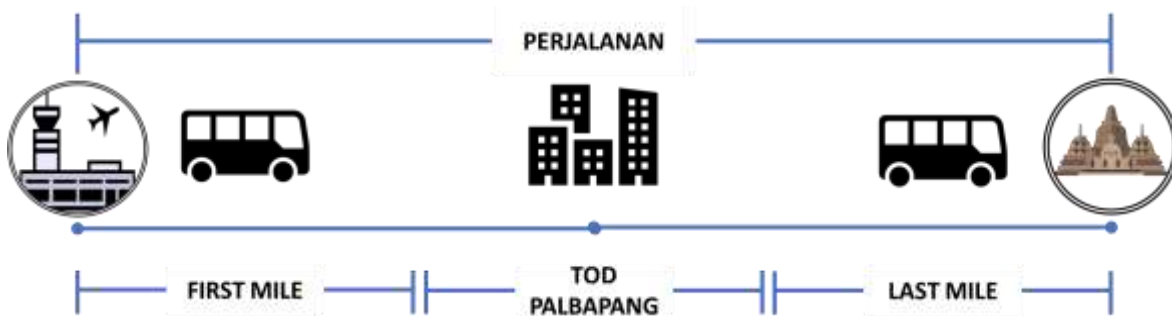 PERJALANAN
FIRST MILE
TOD
PALBAPANG
LAST MILE